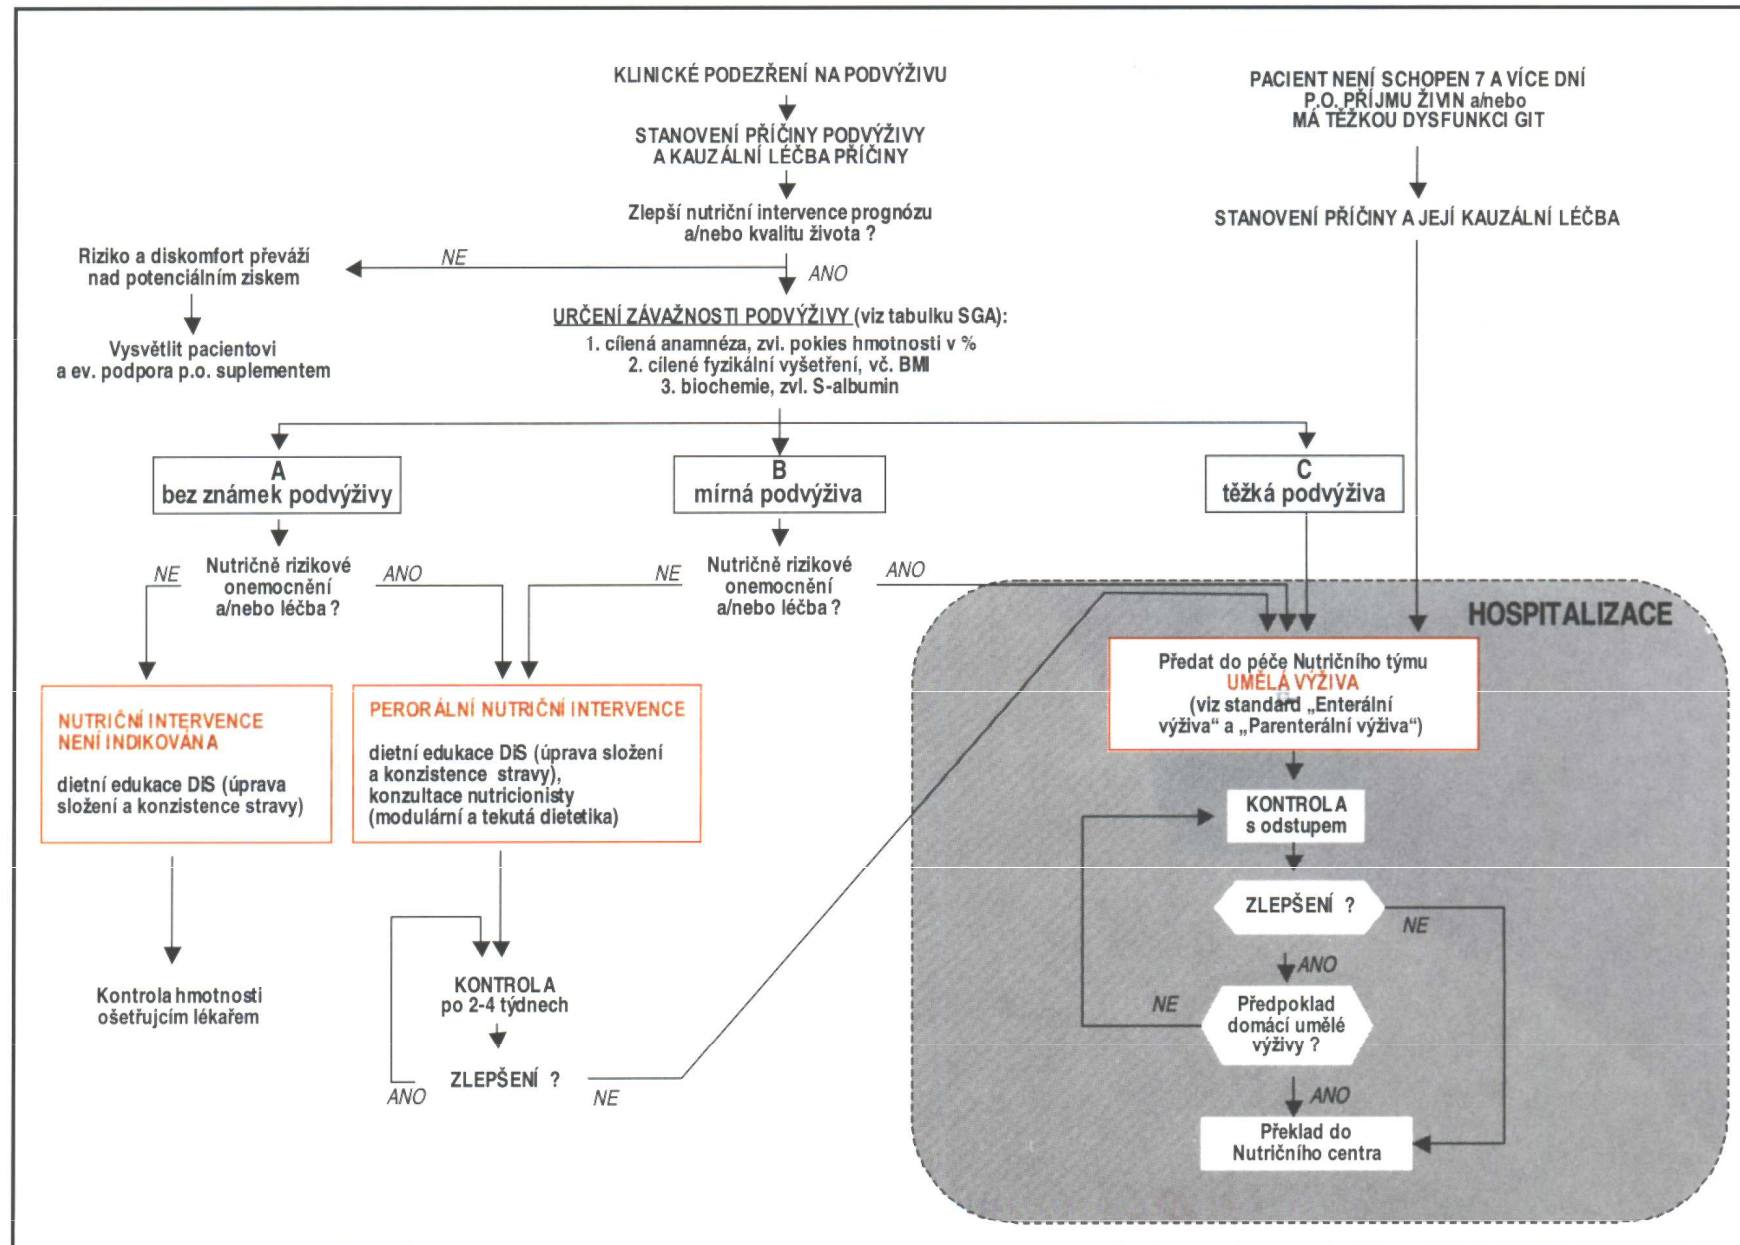 KLINICKÉ PODEZŘENÍ NA PODVÝŽIVU
STANOVENÍ PŘÍČINY PODVÝŽIVY
A KAUZÁLNÍ LÉČBA PŘÍČINY
Zlepší nutriční intervence prognózu
a/nebo kvalitu života ?
NE
ANO
Riziko a diskomfort převáží
nad potenciálním ziskem
Vysvětlit pacientovi
a ev. podpora p.o. suplementem
PACIENT NENÍ SCHOPEN 7 A VÍCE DNÍ
P.O. PŘÍJMU ŽIVIN a/nebo
MÁ TĚŽKOU DYSFUNKCI GIT
STANOVENÍ PŘÍČINY A JEJÍ KAUZÁLNÍ LÉČBA
URČENÍ ZÁVAŽNOSTI PODVÝŽIVY (viz tabulku SGA):
1. cílená anamnéza, zvl. pokles hmotnosti v %
2. cílené fyzikální vyšetření, vč. BMI
3. biochemie, zvl. S-albumin
A
bez známek podvýživy
B
mírná podvýživa
C
těžká podvýživa
NE
Nutričně rizikové
onemocnění
a/nebo léčba ?
ANO
NE
Nutričně rizikové
onemocnění
a/nebo léčba ?
ANO
NUTRIČNÍ INTERVENCE
NENÍ INDIKOVÁNA
dietní edukace DiS (úprava
složení a konzistence stravy)
Kontrola hmotnosti
ošetřujcím lékařem
PERORÁLNÍ NUTRIČNÍ INTERVENCE
dietní edukace DiS (úprava složení
a konzistence stravy),
konzultace nutricionisty
(modulární a tekutá dietetika)
KONTROLA
po 2-4 týdnech
ZLEPŠENÍ ?
ANO
NE
HOSPITALIZACE
Předat do péče Nutričního týmu
UMĚLÁ VÝŽIVA
(viz standard „Enterální
výživa“ a „Parenterální výživa“)
KONTROLA
s odstupem
ZLEPŠENÍ ?
NE
ANO
NE
Předpoklad
domácí umělé
výživy ?
ANO
Překlad do
Nutričního centra